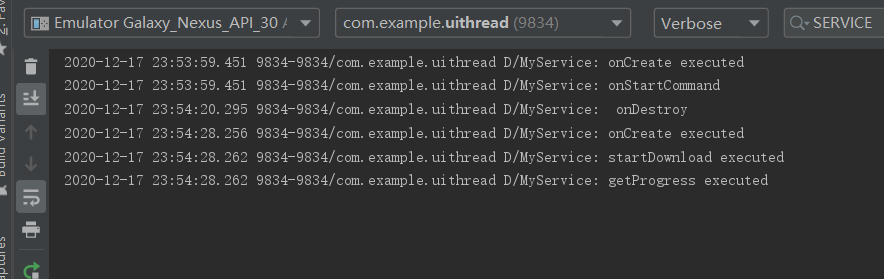 Emulator Galaxy_Nexus_API_30 com.example.uithread (9834) Verbose SERVICE
2020-12-17 23:53:59.451 9834-9834/com.example.uithread D/MyService: onCreate executed
2020-12-17 23:53:59.451 9834-9834/com.example.uithread D/MyService: onStartCommand
2020-12-17 23:54:20.295 9834-9834/com.example.uithread D/MyService:  onDestroy
2020-12-17 23:54:28.256 9834-9834/com.example.uithread D/MyService: onCreate executed
2020-12-17 23:54:28.262 9834-9834/com.example.uithread D/MyService: startDownload executed
2020-12-17 23:54:28.262 9834-9834/com.example.uithread D/MyService: getProgress executed
Build Variants